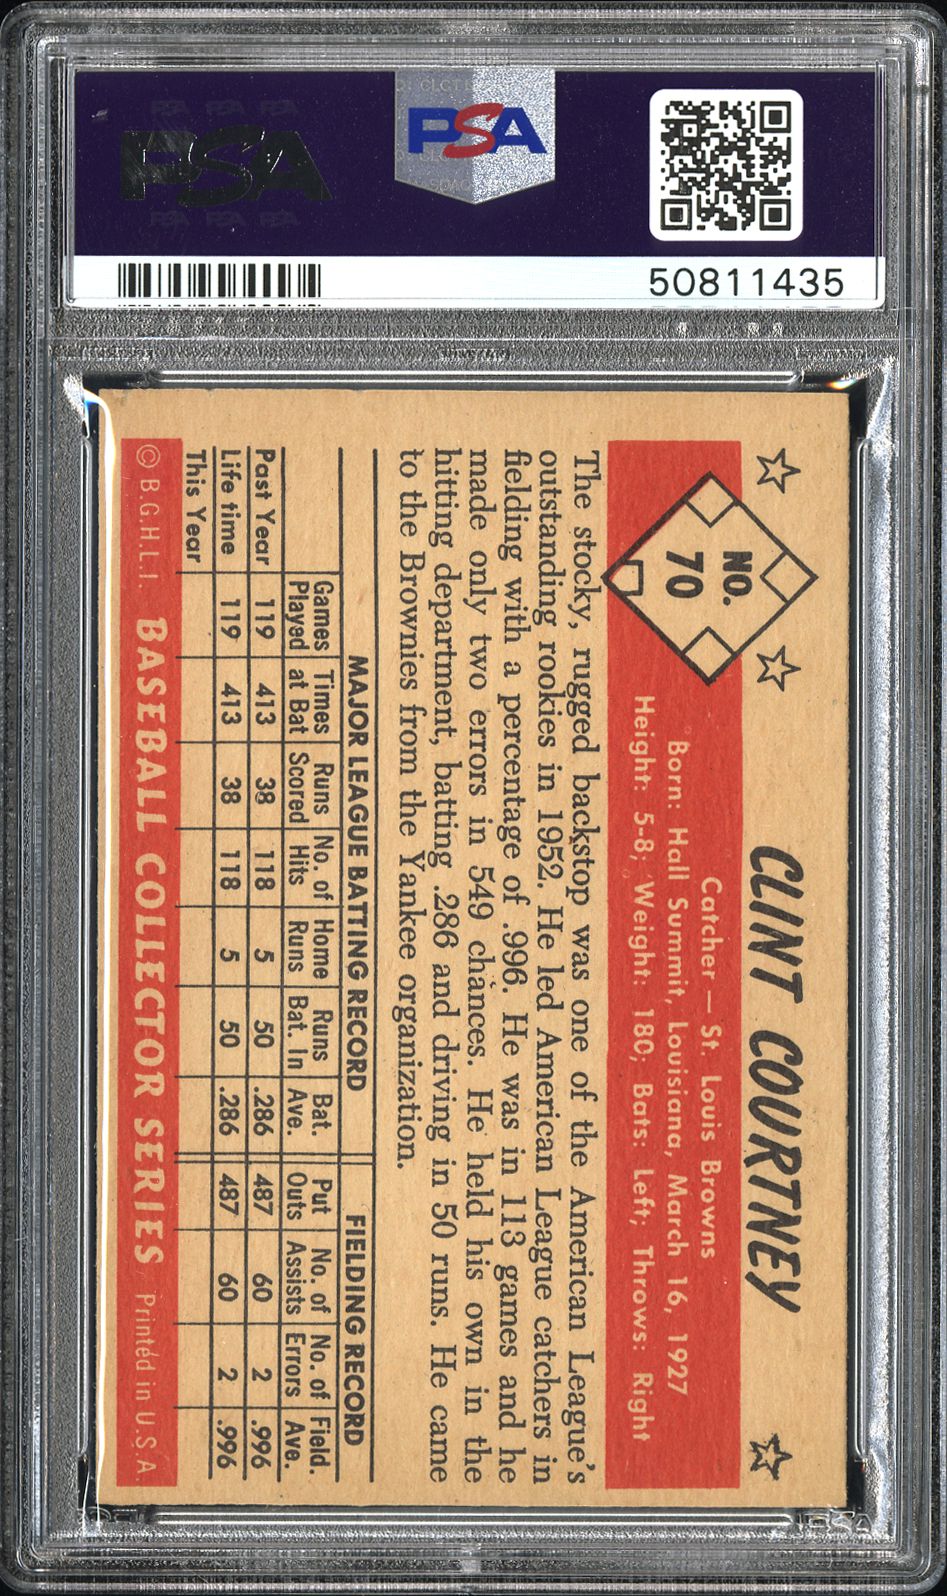 PSA
PSA
50811435
NO.
70
CLINT COURTNEY
Catcher — St. Louis Browns
Born: Hall Summit, Louisiana, March 16, 1927
Height: 5-8; Weight: 180; Bats: Left; Throws: Right
The stocky, rugged backstop was one of the American League's
outstanding rookies in 1952. He led American League catchers in
fielding with a percentage of .996. He was in 113 games and he
made only two errors in 549 chances. He held his own in the
hitting department, batting .286 and driving in 50 runs. He came
to the Brownies from the Yankee organization.
MAJOR LEAGUE BATTING RECORD FIELDING RECORD
Games Times Runs No. of Home Runs Bat. Put No. of No. of Field.
Played at Bat Scored Hits Runs Bat. In Ave. Outs Assists Errors Ave.
Past Year 119 413 38 118 5 50 .286 487 60 2 .996
Life time 119 413 38 118 5 50 .286 487 60 2 .996
This Year
© B.G.H.L.I. BASEBALL COLLECTOR SERIES Printed in U.S.A.